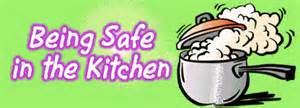 Being Safe
in the Kitchen